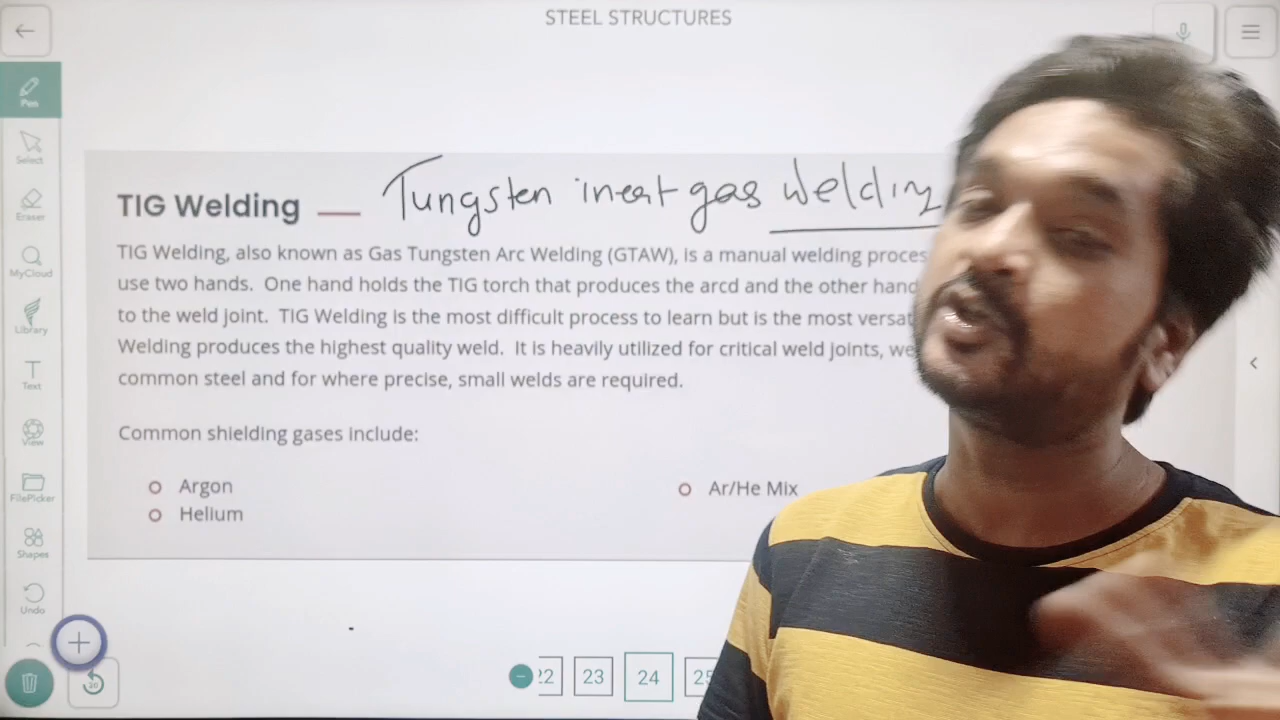 STEEL STRUCTURES
Pen
Select
Eraser
MyCloud
Library
Text
View
FilePicker
Shapes
Undo
TIG Welding
Tungsten inert gas welding
TIG Welding, also known as Gas Tungsten Arc Welding (GTAW), is a manual welding
use two hands. One hand holds the TIG torch that produces the arcd and the other hand
to the weld joint. TIG Welding is the most difficult process to learn but is the most
Welding produces the highest quality weld. It is heavily utilized for critical weld joints,
common steel and for where precise, small welds are required.
Common shielding gases include:
Argon
Ar/He Mix
Helium
22 23 24 25